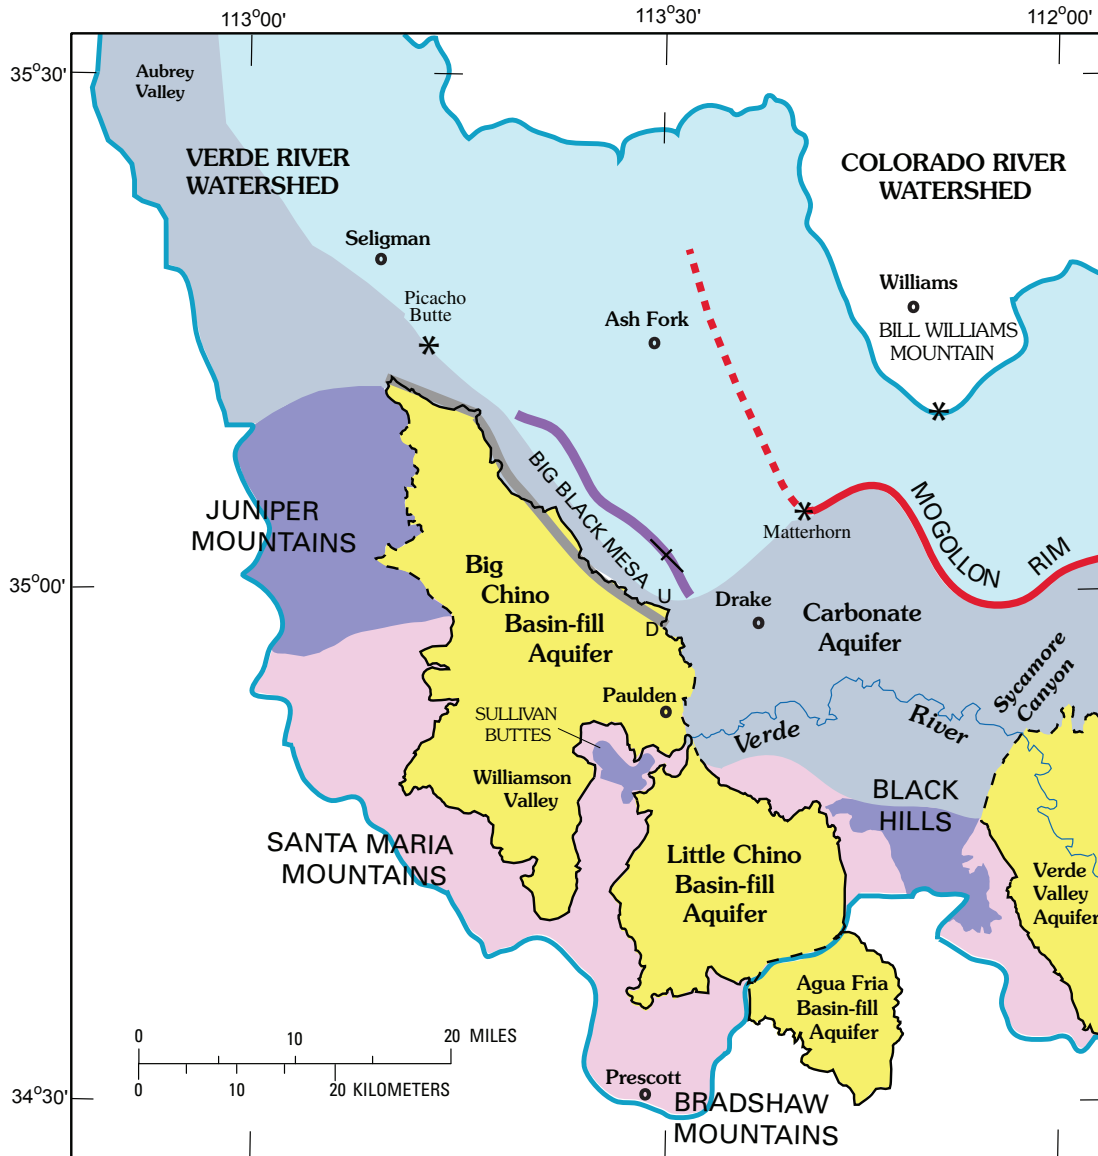 113°00'
113°30'
112°00'
35°30'
Aubrey
Valley
VERDE RIVER
WATERSHED
COLORADO RIVER
WATERSHED
Seligman
Picacho
Butte
Ash Fork
Williams
BILL WILLIAMS
MOUNTAIN
BIG BLACK MESA
MOGOLLON
RIM
Matterhorn
JUNIPER
MOUNTAINS
35°00'
U
D
Big
Chino
Basin-fill
Aquifer
Drake
Carbonate
Aquifer
Sycamore
Canyon
Paulden
SULLIVAN
BUTTES
Verde
River
Williamson
Valley
BLACK
HILLS
SANTA MARIA
MOUNTAINS
Little Chino
Basin-fill
Aquifer
Verde
Valley
Aquifer
Agua Fria
Basin-fill
Aquifer
0 10 20 MILES
0 10 20 KILOMETERS
Prescott
34°30'
BRADSHAW
MOUNTAINS